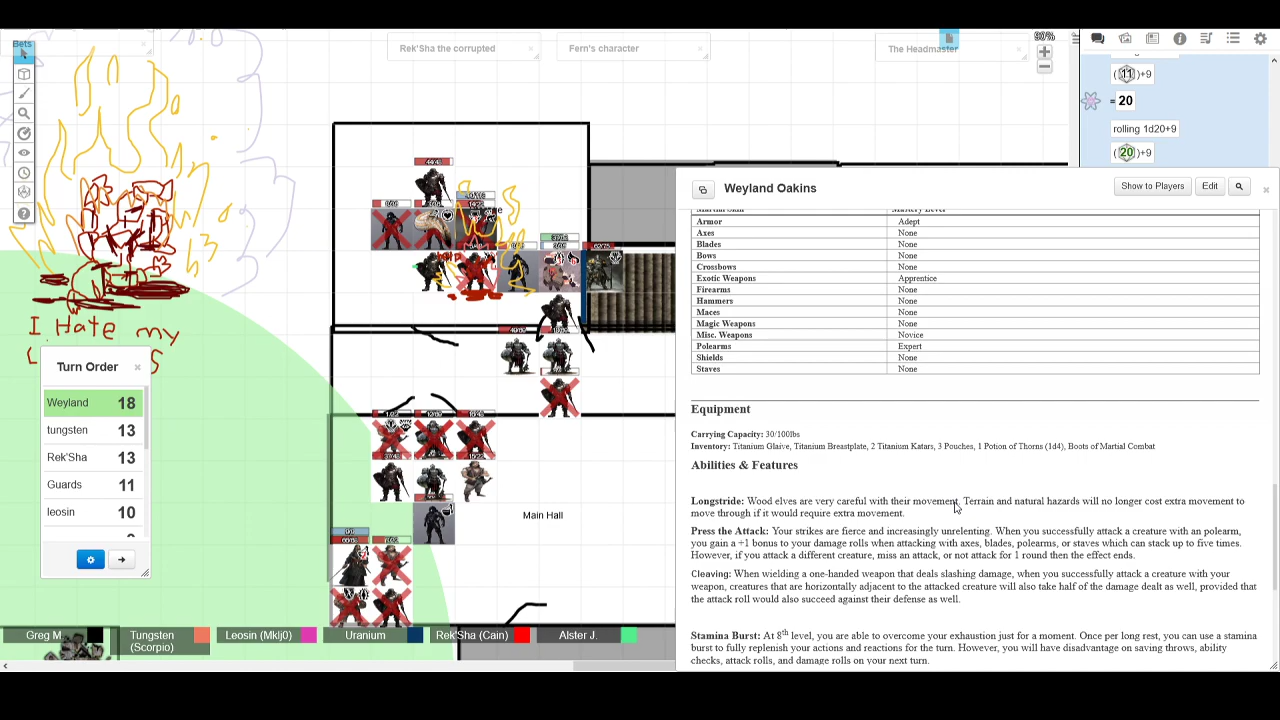 Bets
Rek'Sha the corrupted
Fern's character
The Headmaster
90%
(11)+9
= 20
rolling 1d20+9
(20)+9
I Hate my
Turn Order
Weyland 18
tungsten 13
Rek'Sha 13
Guards 11
leosin 10
Main Hall
Greg M.
Tungsten (Scorpio)
Leosin (Mklj0)
Uranium
Rek'Sha (Cain)
Alster J.
Weyland Oakins
Show to Players
Edit
Martial Skill Mastery Level
Armor Adept
Axes None
Blades None
Bows None
Crossbows None
Exotic Weapons Apprentice
Firearms None
Hammers None
Maces None
Magic Weapons None
Misc. Weapons Novice
Polearms Expert
Shields None
Staves None
Equipment
Carrying Capacity: 30/100lbs
Inventory: Titanium Glaive, Titanium Breastplate, 2 Titanium Katars, 3 Pouches, 1 Potion of Thorns (1d4), Boots of Martial Combat
Abilities & Features
Longstride: Wood elves are very careful with their movement. Terrain and natural hazards will no longer cost extra movement to
move through if it would require extra movement.
Press the Attack: Your strikes are fierce and increasingly unrelenting. When you successfully attack a creature with an polearm,
you gain a +1 bonus to your damage rolls when attacking with axes, blades, polearms, or staves which can stack up to five times.
However, if you attack a different creature, miss an attack, or not attack for 1 round then the effect ends.
Cleaving: When wielding a one-handed weapon that deals slashing damage, when you successfully attack a creature with your
weapon, creatures that are horizontally adjacent to the attacked creature will also take half of the damage dealt as well, provided that
the attack roll would also succeed against their defense as well.
Stamina Burst: At 8th level, you are able to overcome your exhaustion just for a moment. Once per long rest, you can use a stamina
burst to fully replenish your actions and reactions for the turn. However, you will have disadvantage on saving throws, ability
checks, attack rolls, and damage rolls on your next turn.